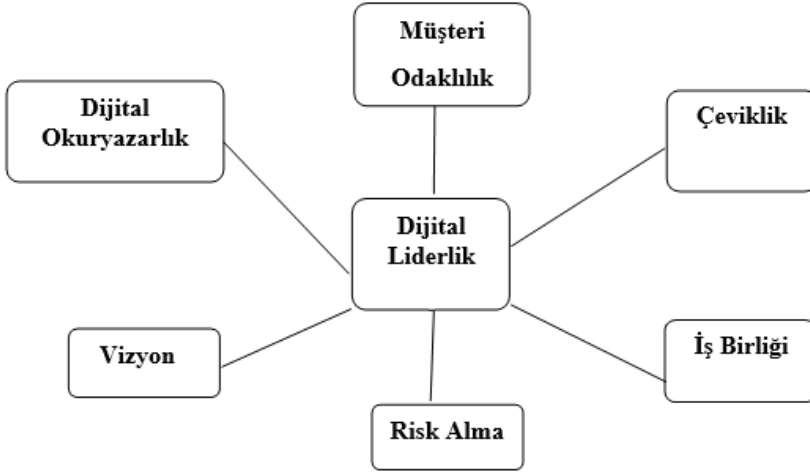 Müşteri
Odaklılık
Dijital
Okuryazarlık
Çeviklik
Dijital
Liderlik
Vizyon
İş Birliği
Risk Alma